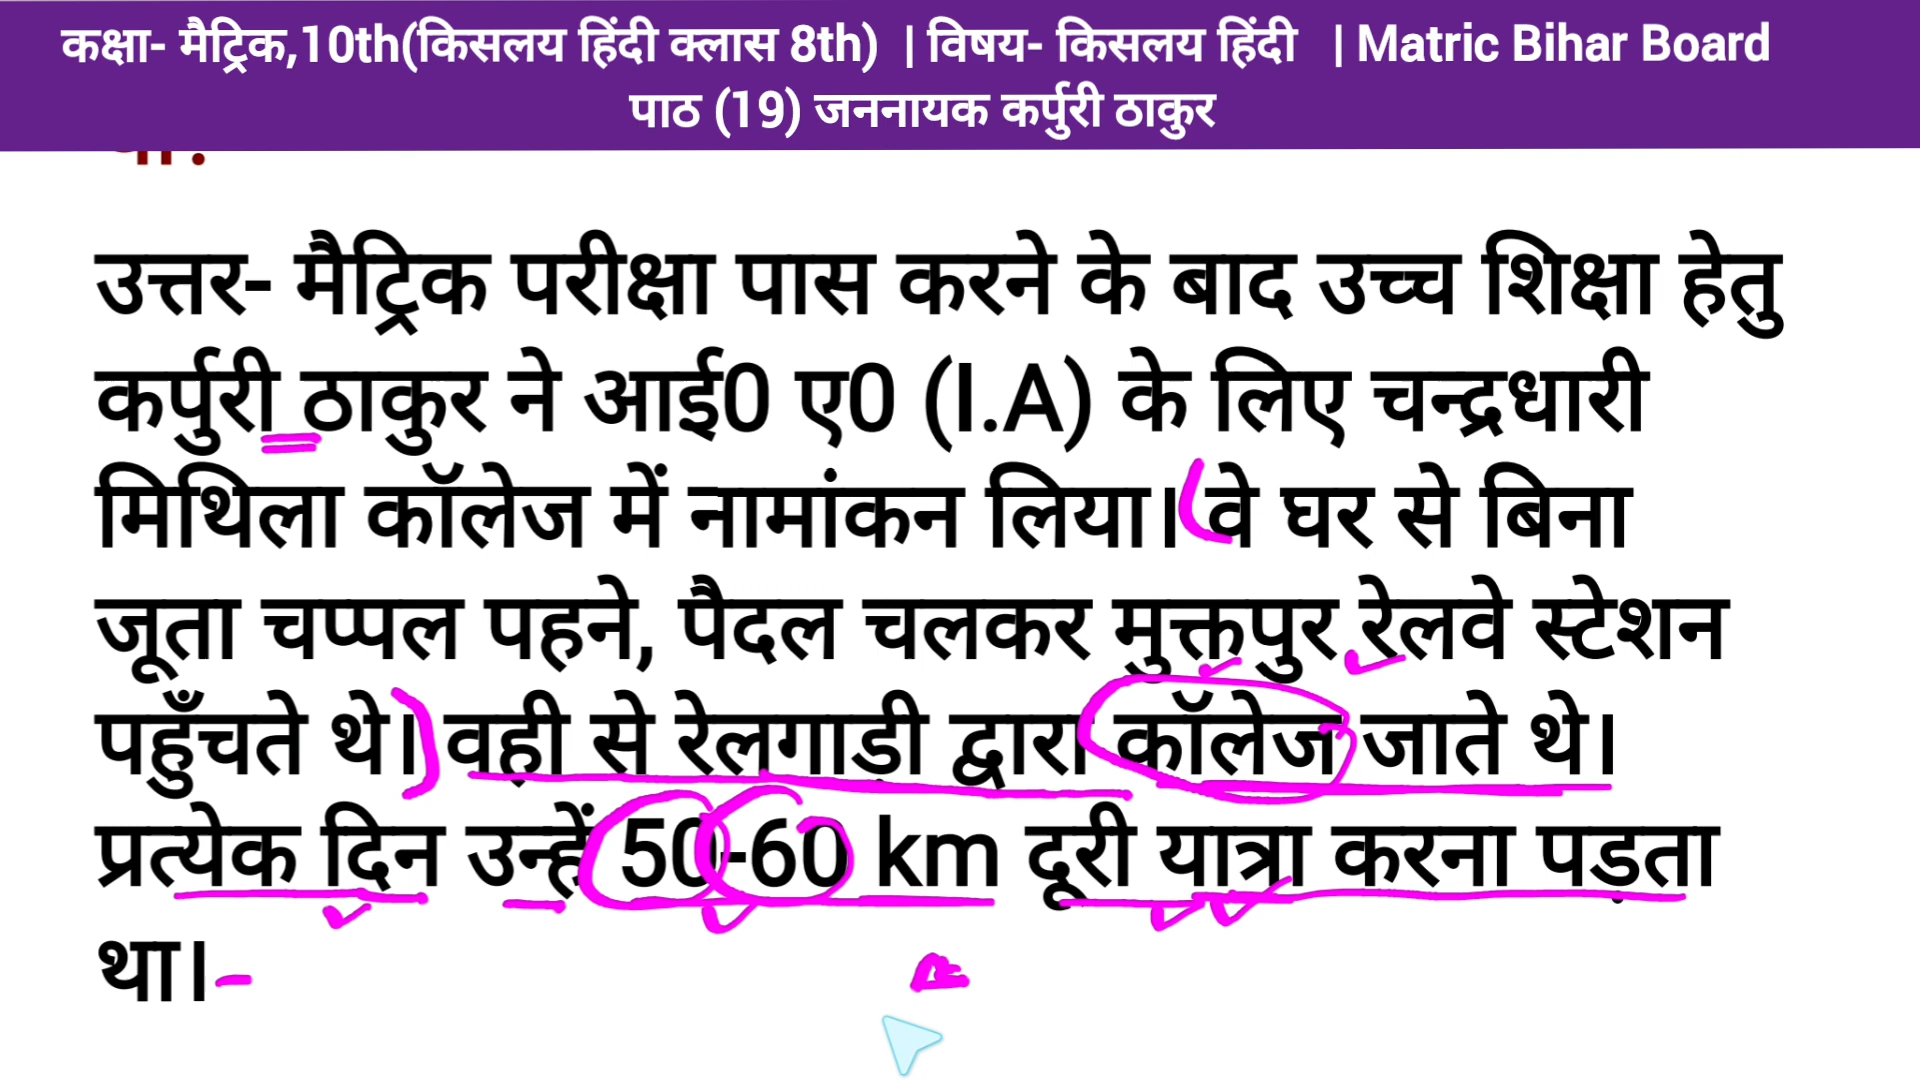 कक्षा- मैट्रिक,10th(किसलय हिंदी क्लास 8th) | विषय- किसलय हिंदी | Matric Bihar Board
पाठ (19) जननायक कर्पुरी ठाकुर
उत्तर- मैट्रिक परीक्षा पास करने के बाद उच्च शिक्षा हेतु
कर्पुरी ठाकुर ने आई0 ए0 (I.A) के लिए चन्द्रधारी
मिथिला कॉलेज में नामांकन लिया। वे घर से बिना
जूता चप्पल पहने, पैदल चलकर मुक्तपुर रेलवे स्टेशन
पहुँचते थे। वही से रेलगाड़ी द्वारा कॉलेज जाते थे।
प्रत्येक दिन उन्हें 50-60 km दूरी यात्रा करना पड़ता
था।